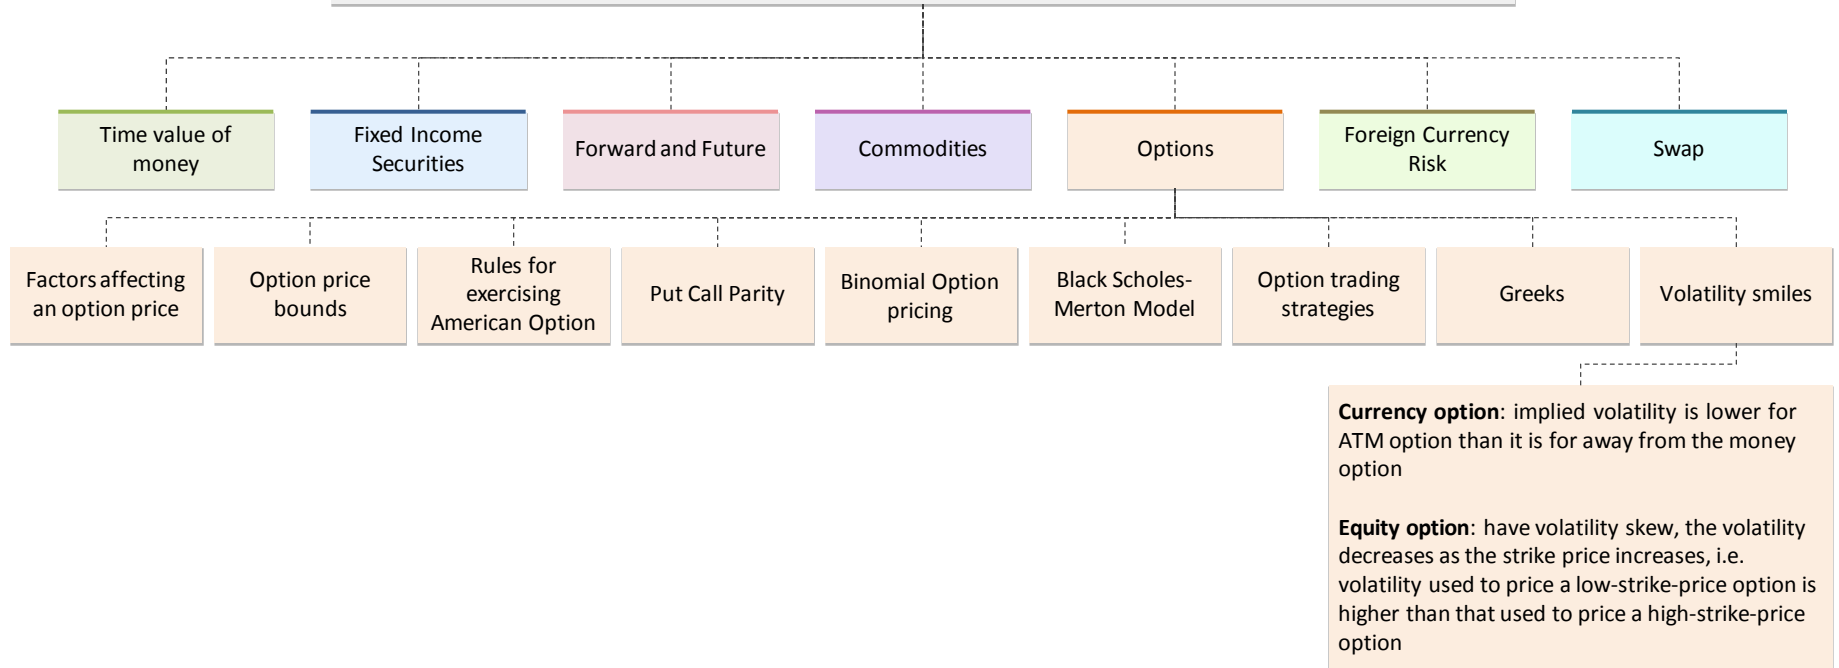 Time value of
money
Fixed Income
Securities
Forward and Future
Commodities
Options
Foreign Currency
Risk
Swap
Factors affecting
an option price
Option price
bounds
Rules for
exercising
American Option
Put Call Parity
Binomial Option
pricing
Black Scholes-
Merton Model
Option trading
strategies
Greeks
Volatility smiles
Currency option: implied volatility is lower for
ATM option than it is for away from the money
option
Equity option: have volatility skew, the volatility
decreases as the strike price increases, i.e.
volatility used to price a low-strike-price option is
higher than that used to price a high-strike-price
option